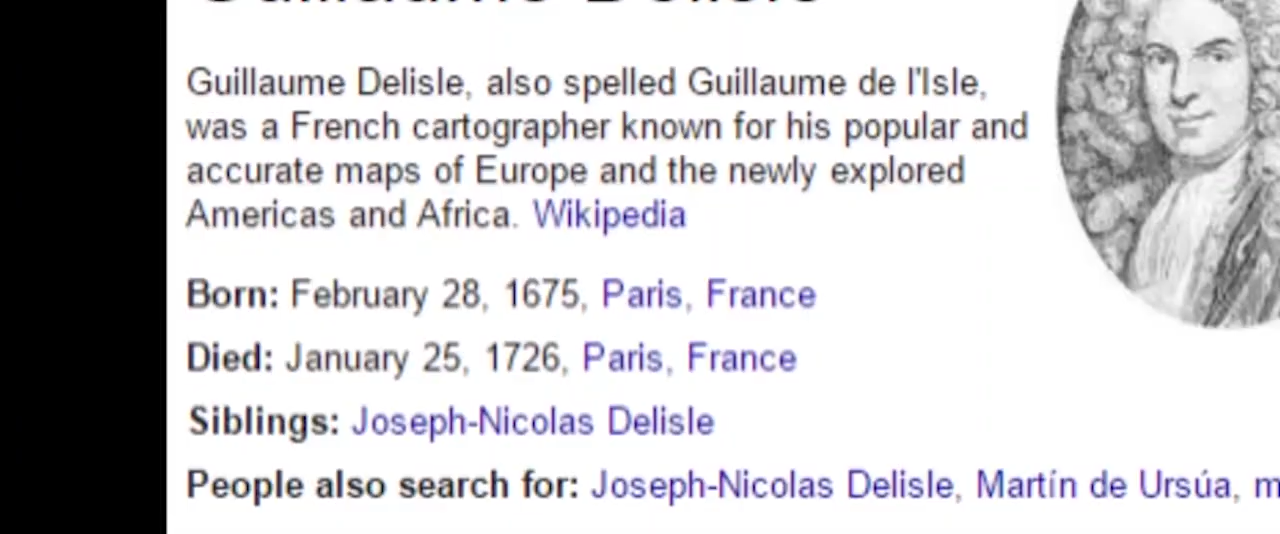 Guillaume Delisle
Guillaume Delisle, also spelled Guillaume de l'Isle,
was a French cartographer known for his popular and
accurate maps of Europe and the newly explored
Americas and Africa. Wikipedia
Born: February 28, 1675, Paris, France
Died: January 25, 1726, Paris, France
Siblings: Joseph-Nicolas Delisle
People also search for: Joseph-Nicolas Delisle, Martín de Ursúa, m